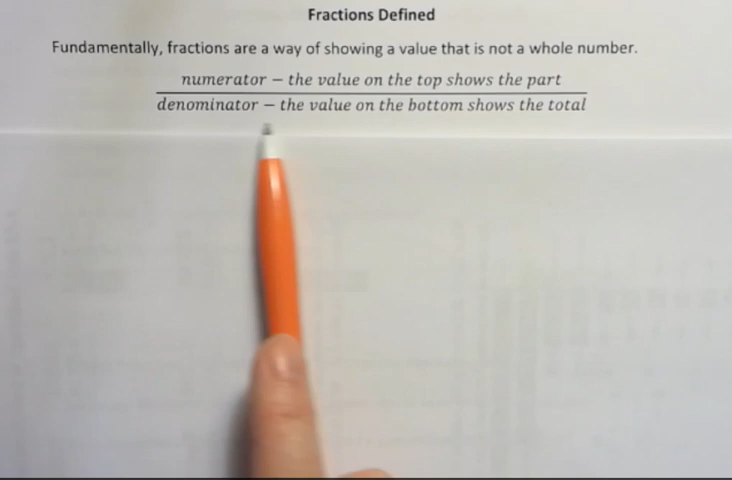 Fractions Defined
Fundamentally, fractions are a way of showing a value that is not a whole number.
numerator – the value on the top shows the part
denominator – the value on the bottom shows the total